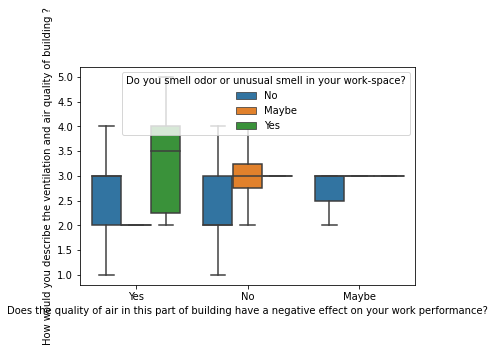 How would you describe the ventilation and air quality of building ?
5.0
4.5
4.0
3.5
3.0
2.5
2.0
1.5
1.0
Do you smell odor or unusual smell in your work-space?
No
Maybe
Yes
Yes No Maybe
Does the quality of air in this part of building have a negative effect on your work performance?